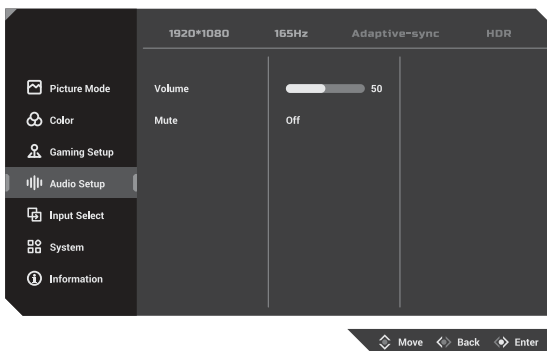 1920*1080 165Hz Adaptive-sync HDR
Picture Mode
Volume 50
Color
Mute Off
Gaming Setup
Audio Setup
Input Select
System
Information
Move Back Enter